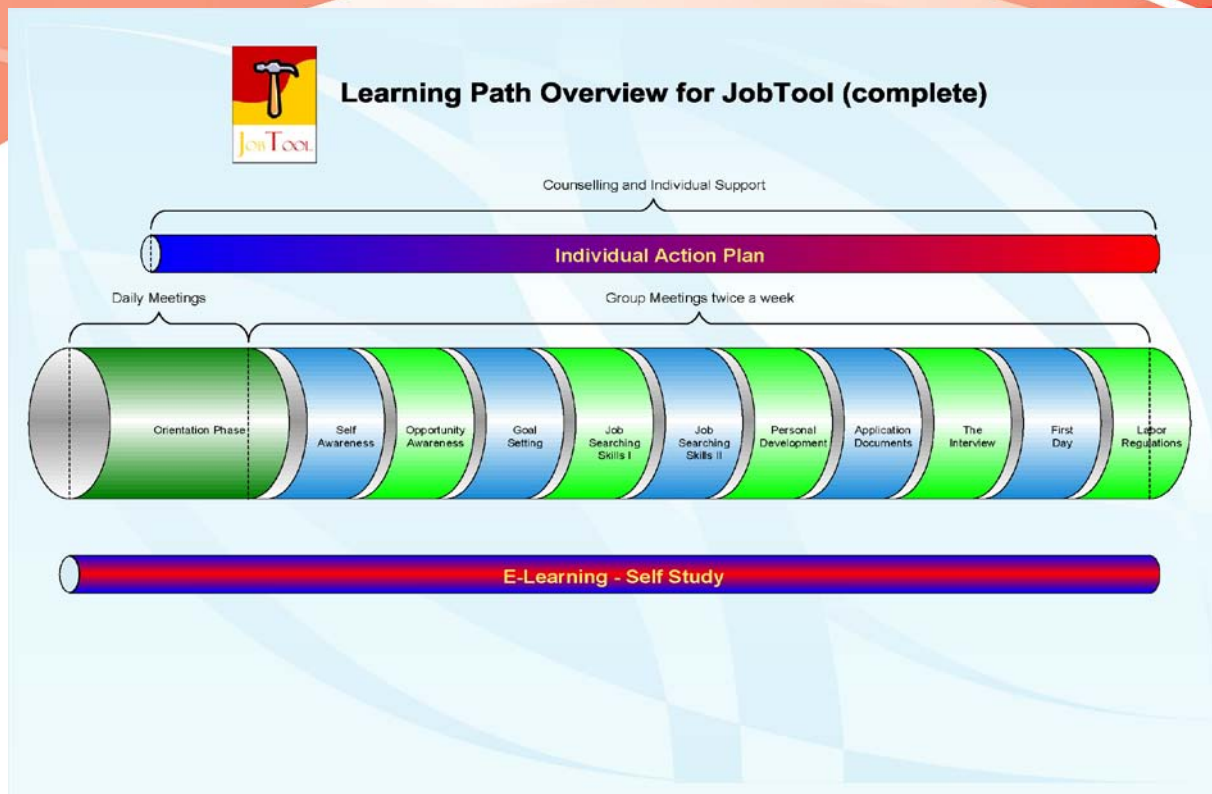 JobTool
Learning Path Overview for JobTool (complete)
Counselling and Individual Support
Individual Action Plan
Daily Meetings
Group Meetings twice a week
Orientation Phase
Self
Awareness
Opportunity
Awareness
Goal
Setting
Job
Searching
Skills I
Job
Searching
Skills II
Personal
Development
Application
Documents
The
Interview
First
Day
Labor
Regulations
E-Learning - Self Study